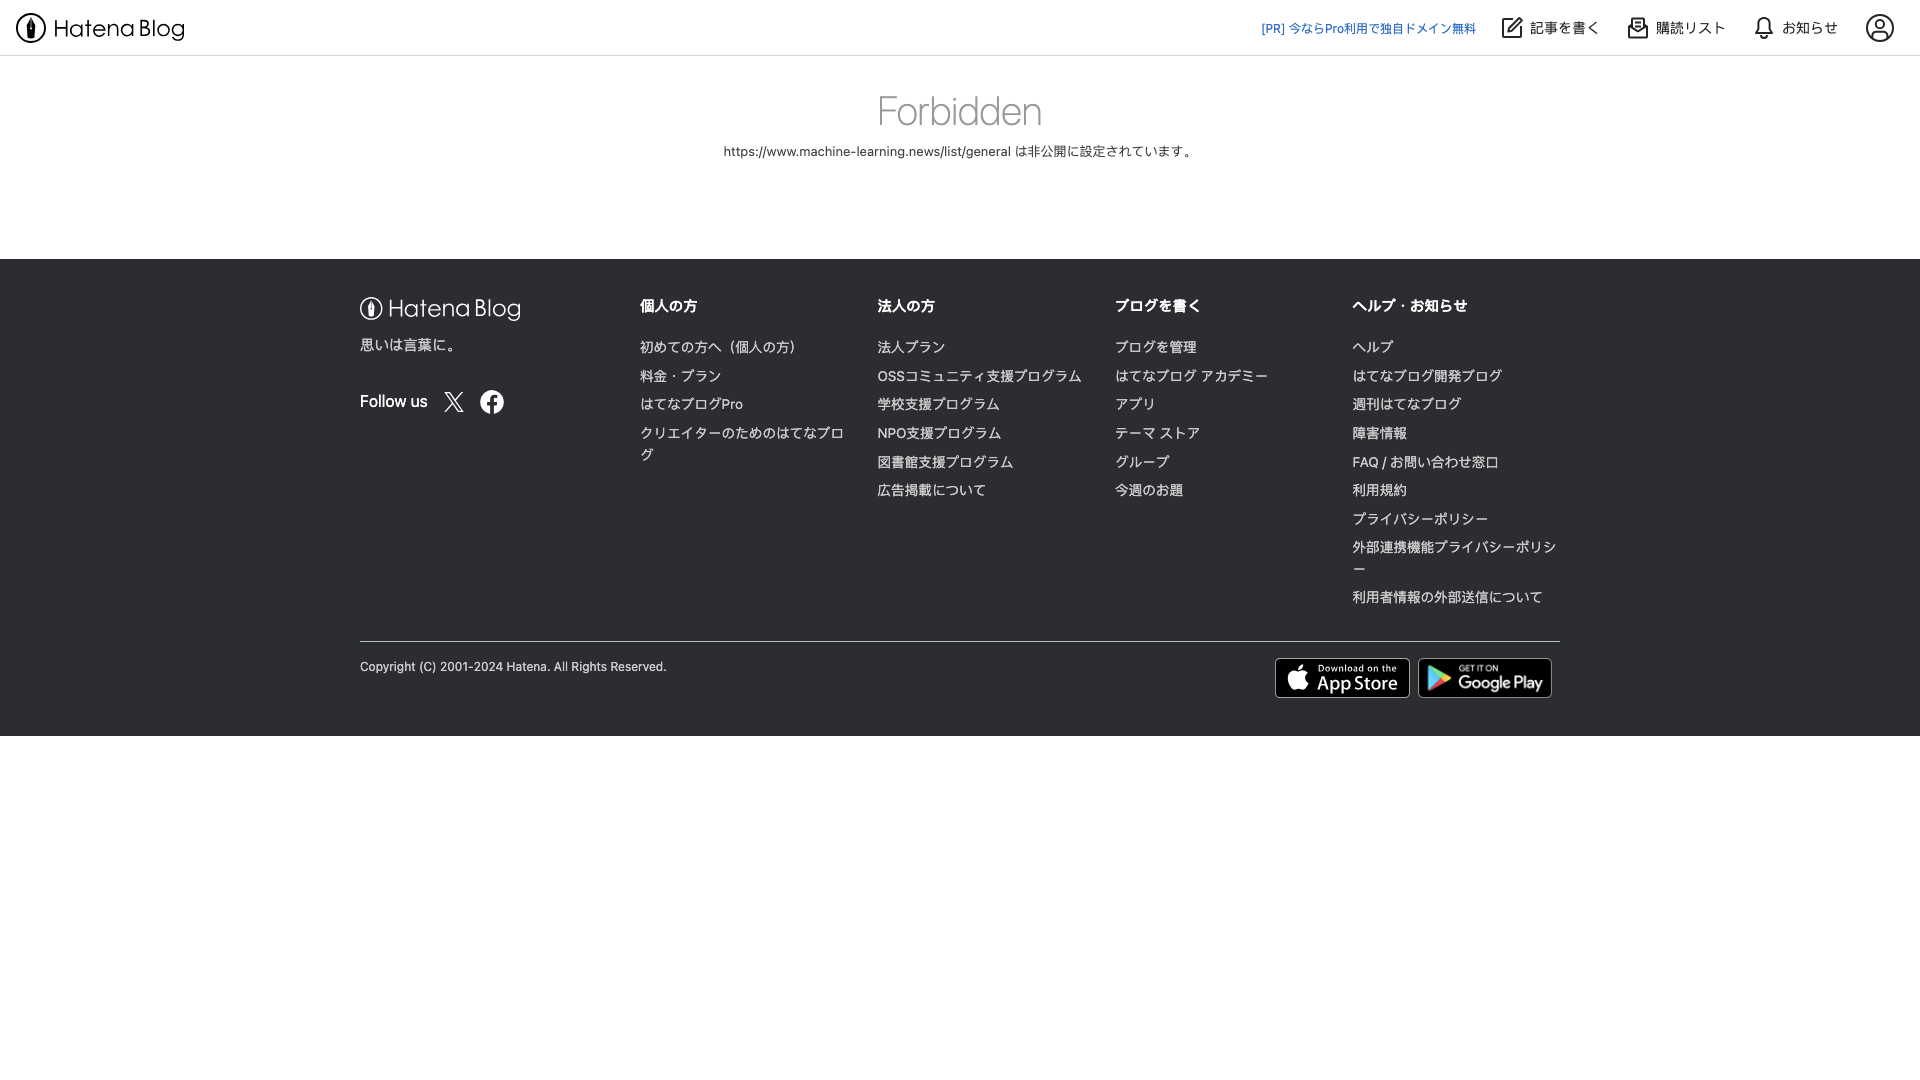 Hatena Blog
[PR] 今ならPro利用で独自ドメイン無料
記事を書く
購読リスト
お知らせ
Forbidden
https://www.machine-learning.news/list/general は非公開に設定されています。
Hatena Blog
思いは言葉に。
Follow us
個人の方
初めての方へ（個人の方）
料金・プラン
はてなブログPro
クリエイターのためのはてなブロ
グ
法人の方
法人プラン
OSSコミュニティ支援プログラム
学校支援プログラム
NPO支援プログラム
図書館支援プログラム
広告掲載について
ブログを書く
ブログを管理
はてなブログ アカデミー
アプリ
テーマ ストア
グループ
今週のお題
ヘルプ・お知らせ
ヘルプ
はてなブログ開発ブログ
週刊はてなブログ
障害情報
FAQ / お問い合わせ窓口
利用規約
プライバシーポリシー
外部連携機能プライバシーポリシ
ー
利用者情報の外部送信について
Copyright (C) 2001-2024 Hatena. All Rights Reserved.
Download on the
App Store
GET IT ON
Google Play